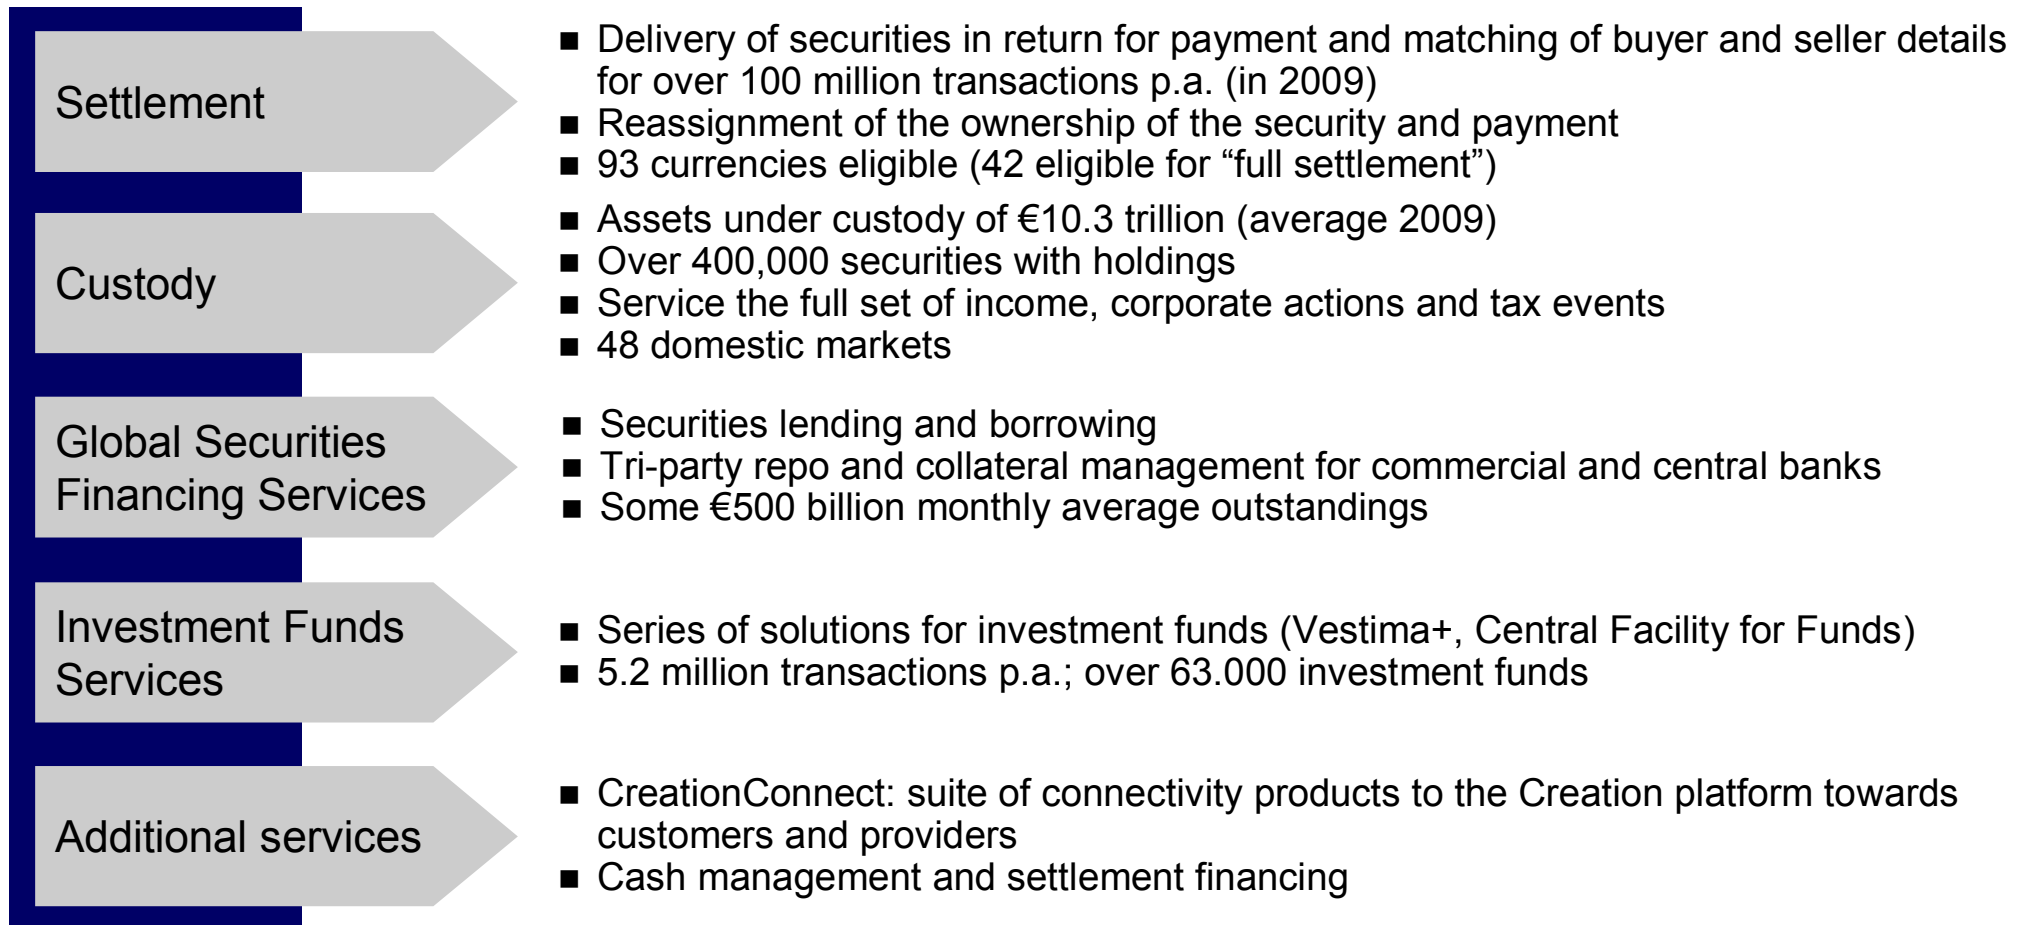 Settlement
■ Delivery of securities in return for payment and matching of buyer and seller details
for over 100 million transactions p.a. (in 2009)
■ Reassignment of the ownership of the security and payment
■ 93 currencies eligible (42 eligible for “full settlement”)
Custody
■ Assets under custody of €10.3 trillion (average 2009)
■ Over 400,000 securities with holdings
■ Service the full set of income, corporate actions and tax events
■ 48 domestic markets
Global Securities
Financing Services
■ Securities lending and borrowing
■ Tri-party repo and collateral management for commercial and central banks
■ Some €500 billion monthly average outstandings
Investment Funds
Services
■ Series of solutions for investment funds (Vestima+, Central Facility for Funds)
■ 5.2 million transactions p.a.; over 63.000 investment funds
Additional services
■ CreationConnect: suite of connectivity products to the Creation platform towards
customers and providers
■ Cash management and settlement financing